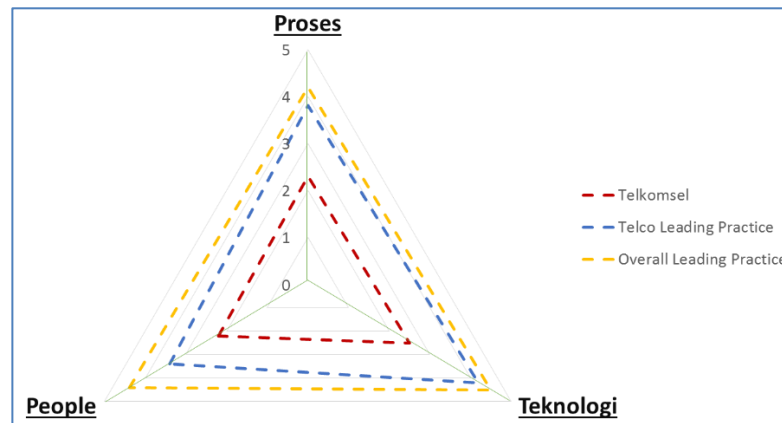 Proses
5
4
3
2
1
0
Telkomsel
Telco Leading Practice
Overall Leading Practice
People
Teknologi